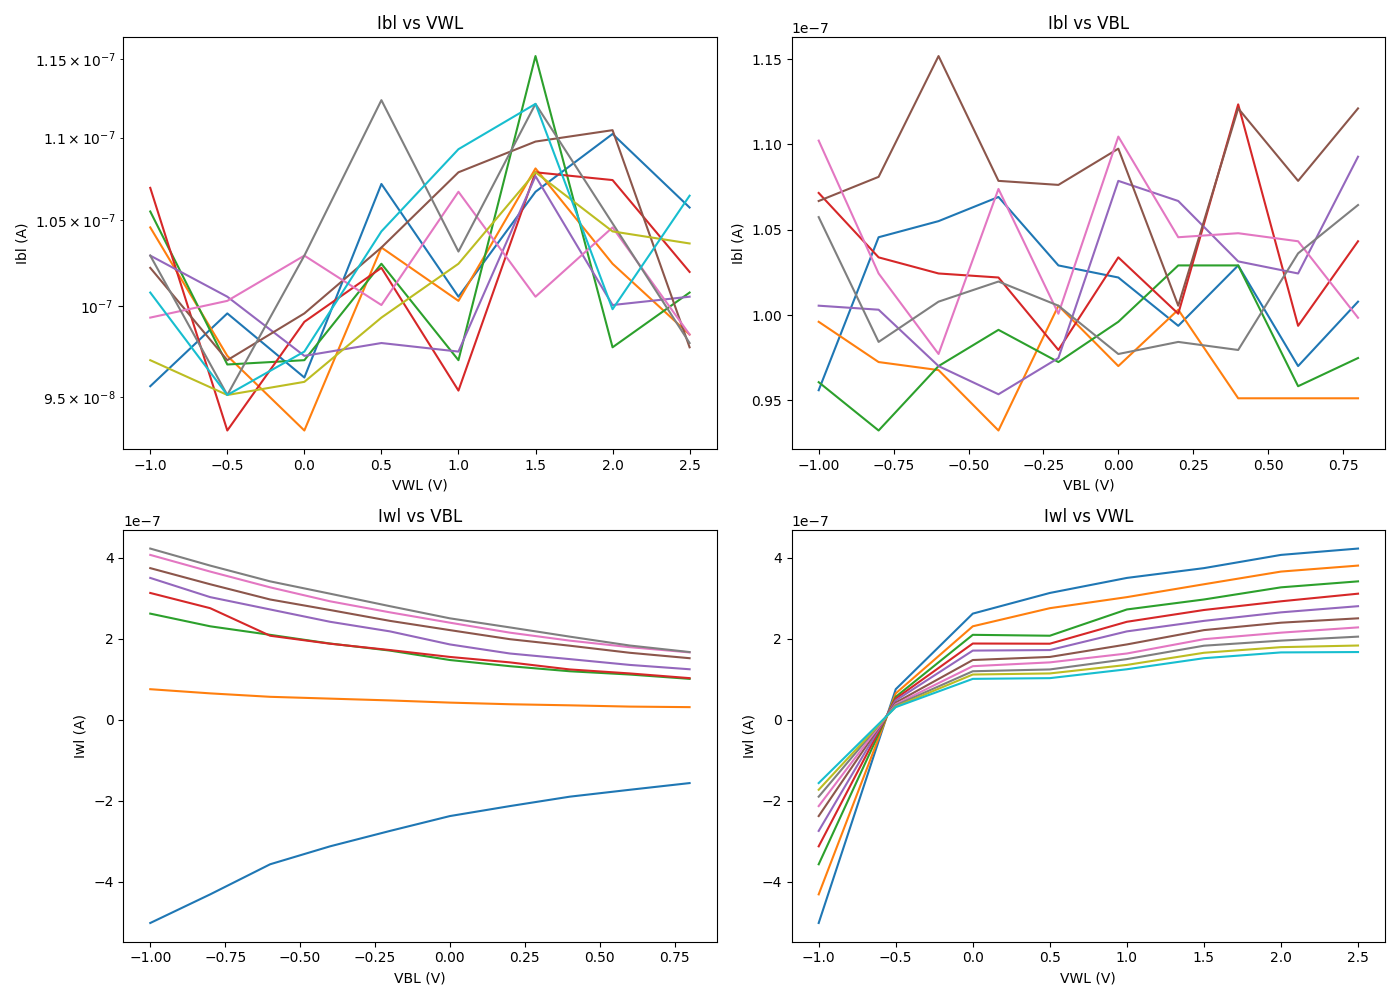 Ibl vs VWL
Ibl (A)
1.15 × 10⁻⁷
1.1 × 10⁻⁷
1.05 × 10⁻⁷
10⁻⁷
9.5 × 10⁻⁸
−1.0 −0.5 0.0 0.5 1.0 1.5 2.0 2.5
VWL (V)
Ibl vs VBL
1e−7
Ibl (A)
1.15
1.10
1.05
1.00
0.95
−1.00 −0.75 −0.50 −0.25 0.00 0.25 0.50 0.75
VBL (V)
Iwl vs VBL
1e−7
Iwl (A)
4
2
0
−2
−4
−1.00 −0.75 −0.50 −0.25 0.00 0.25 0.50 0.75
VBL (V)
Iwl vs VWL
1e−7
Iwl (A)
4
2
0
−2
−4
−1.0 −0.5 0.0 0.5 1.0 1.5 2.0 2.5
VWL (V)